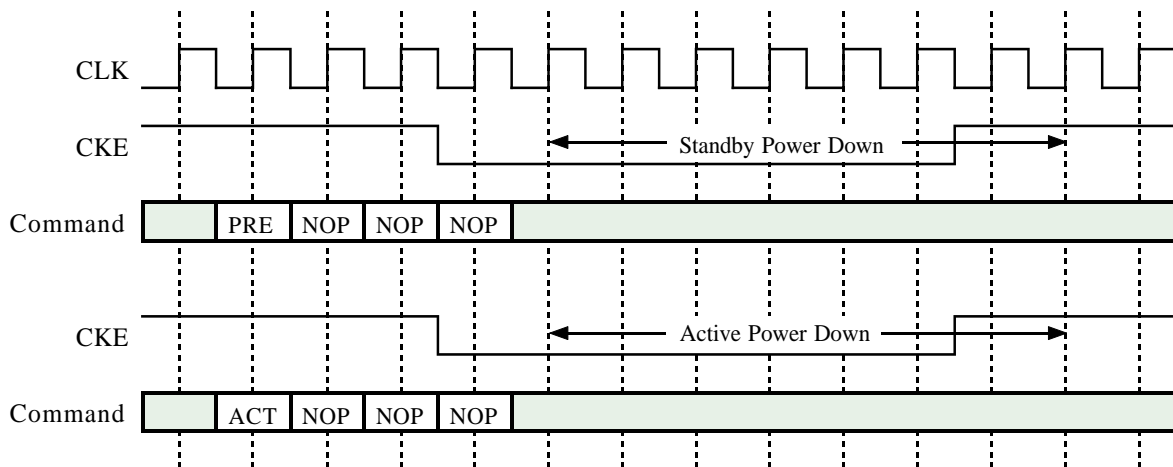 CLK
CKE
Standby Power Down
Command
PRE NOP NOP NOP
CKE
Active Power Down
Command
ACT NOP NOP NOP